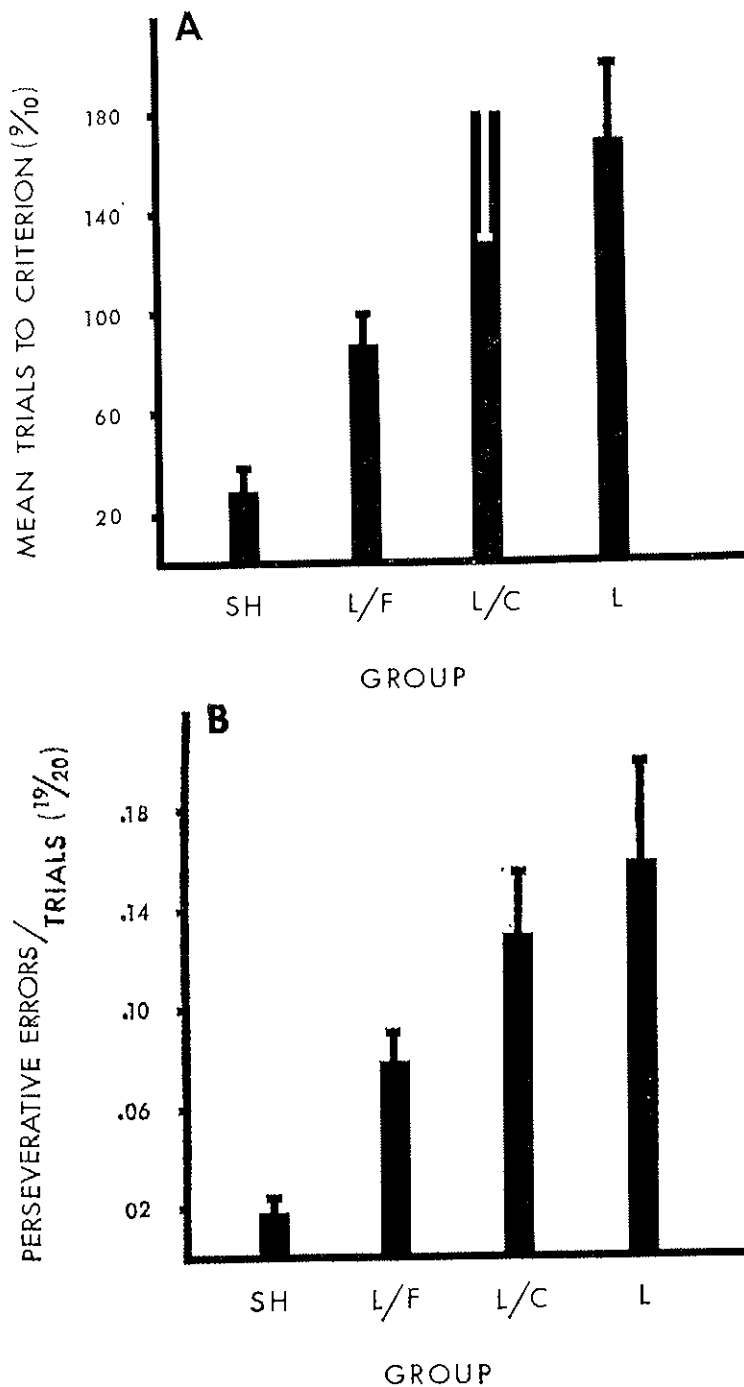 A
MEAN TRIALS TO CRITERION (9/10)
180
140
100
60
20
SH L/F L/C L
GROUP
B
PERSEVERATIVE ERRORS/TRIALS (19/20)
.18
.14
.10
.06
02
SH L/F L/C L
GROUP